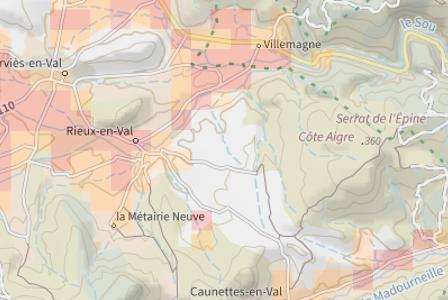 le Sou
Villemagne
rviès-en-Val
110
Serrat de l'Épine
Rieux-en-Val
Côte Aigre
.360
la Métairie Neuve
Madourneille
Caunettes-en-Val